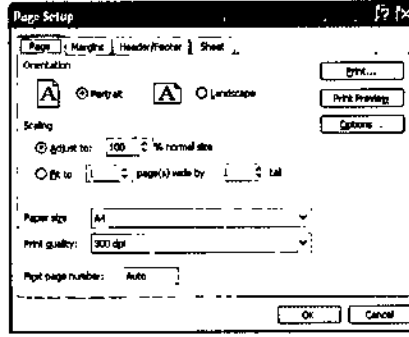 Page Setup
Page Margins Header/Footer Sheet
Orientation
A Portrait A Landscape
Print...
Print Preview
Options...
Scaling
Adjust to: 100 % normal size
Fit to 1 page(s) wide by 1 tall
Paper size A4
Print quality: 300 dpi
First page number: Auto
OK Cancel